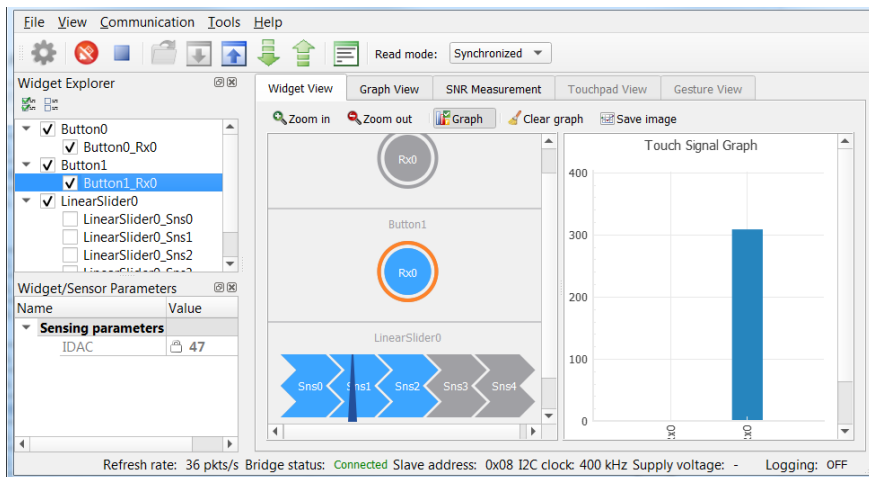 File View Communication Tools Help
Read mode: Synchronized
Widget Explorer
Button0
Button0_Rx0
Button1
Button1_Rx0
LinearSlider0
LinearSlider0_Sns0
LinearSlider0_Sns1
LinearSlider0_Sns2
Widget/Sensor Parameters
Name Value
Sensing parameters
IDAC 47
Widget View Graph View SNR Measurement Touchpad View Gesture View
Zoom in Zoom out Graph Clear graph Save image
Rx0
Button1
Rx0
LinearSlider0
Sns0 Sns1 Sns2 Sns3 Sns4
Touch Signal Graph
400
300
200
100
0
Refresh rate: 36 pkts/s Bridge status: Connected Slave address: 0x08 I2C clock: 400 kHz Supply voltage: - Logging: OFF